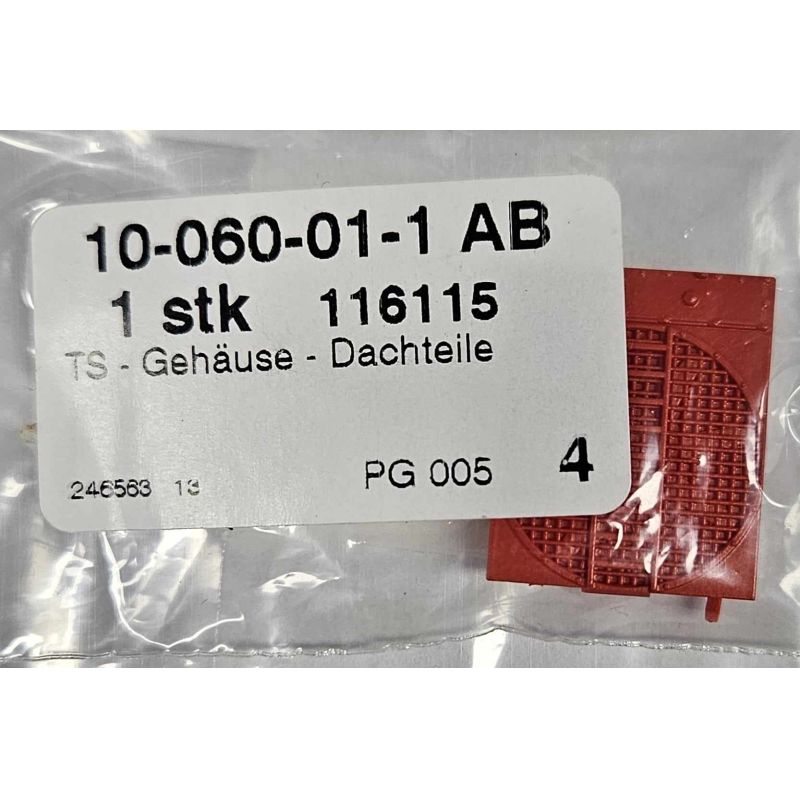 10-060-01-1 AB
1 stk 116115
TS - Gehäuse - Dachteile
246563 13 PG 005 4